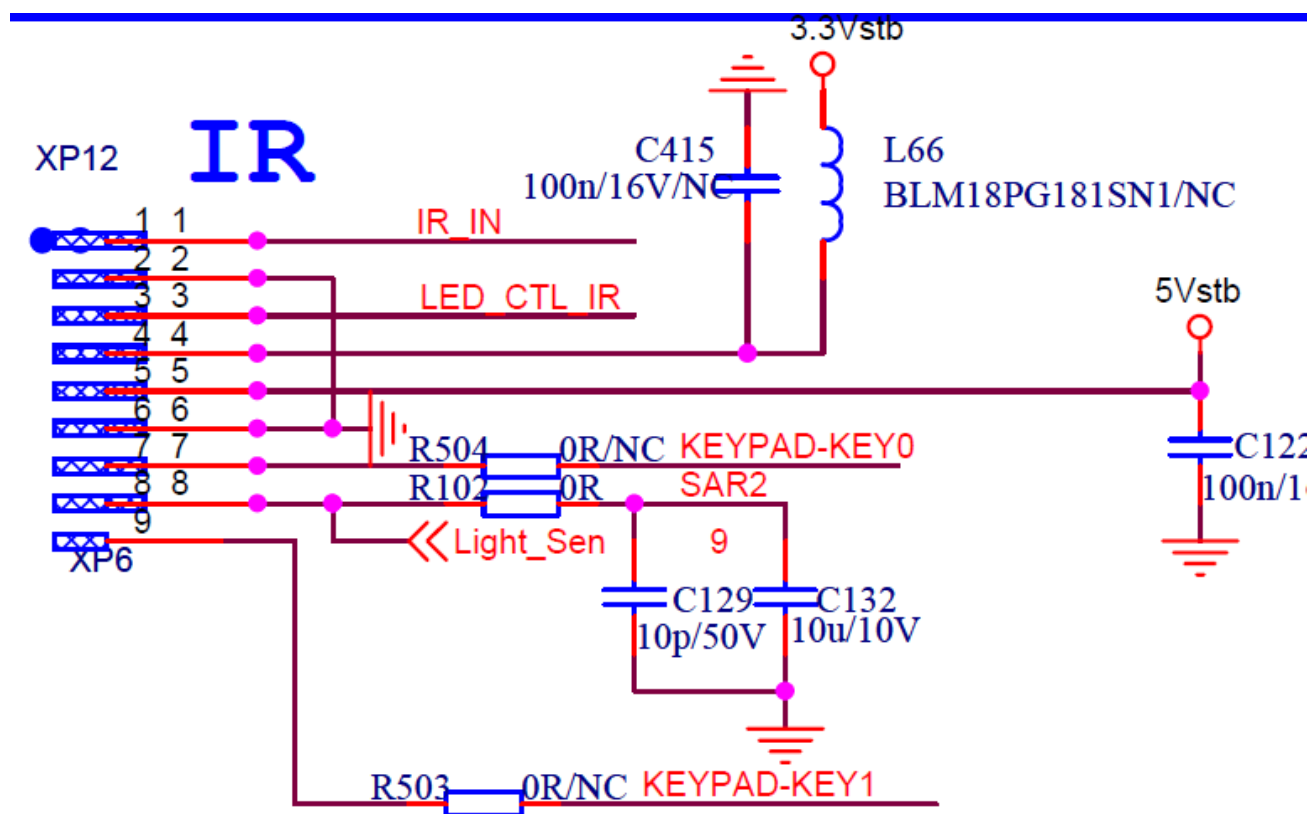 3.3Vstb
IR
XP12
C415
100n/16V/NC
L66
BLM18PG181SN1/NC
1 1 IR_IN
2 2
3 3 LED_CTL_IR
4 4
5Vstb
5 5
6 6
7 7 R504 0R/NC KEYPAD-KEY0
8 8 R102 0R SAR2
9
XP6
Light_Sen 9
C122
C129
10p/50V
C132
10u/10V
R503 0R/NC KEYPAD-KEY1